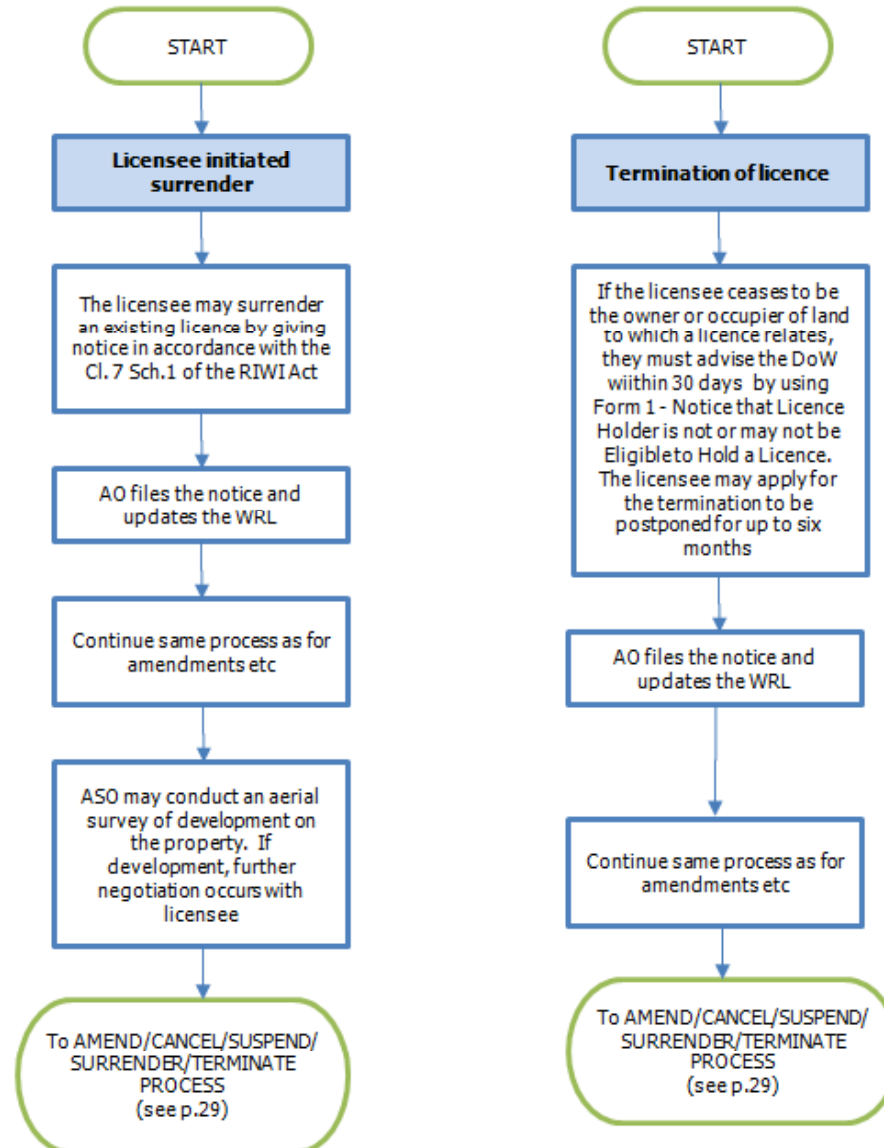 START
Licensee initiated
surrender
The licensee may surrender
an existing licence by giving
notice in accordance with the
Cl. 7 Sch.1 of the RIWI Act
AO files the notice and
updates the WRL
Continue same process as for
amendments etc
ASO may conduct an aerial
survey of development on
the property. If
development, further
negotiation occurs with
licensee
To AMEND/CANCEL/SUSPEND/
SURRENDER/TERMINATE
PROCESS
(see p.29)
START
Termination of licence
If the licensee ceases to be
the owner or occupier of land
to which a licence relates,
they must advise the DoW
wiithin 30 days by using
Form 1 - Notice that Licence
Holder is not or may not be
Eligible to Hold a Licence.
The licensee may apply for
the termination to be
postponed for up to six
months
AO files the notice and
updates the WRL
Continue same process as for
amendments etc
To AMEND/CANCEL/SUSPEND/
SURRENDER/TERMINATE
PROCESS
(see p.29)